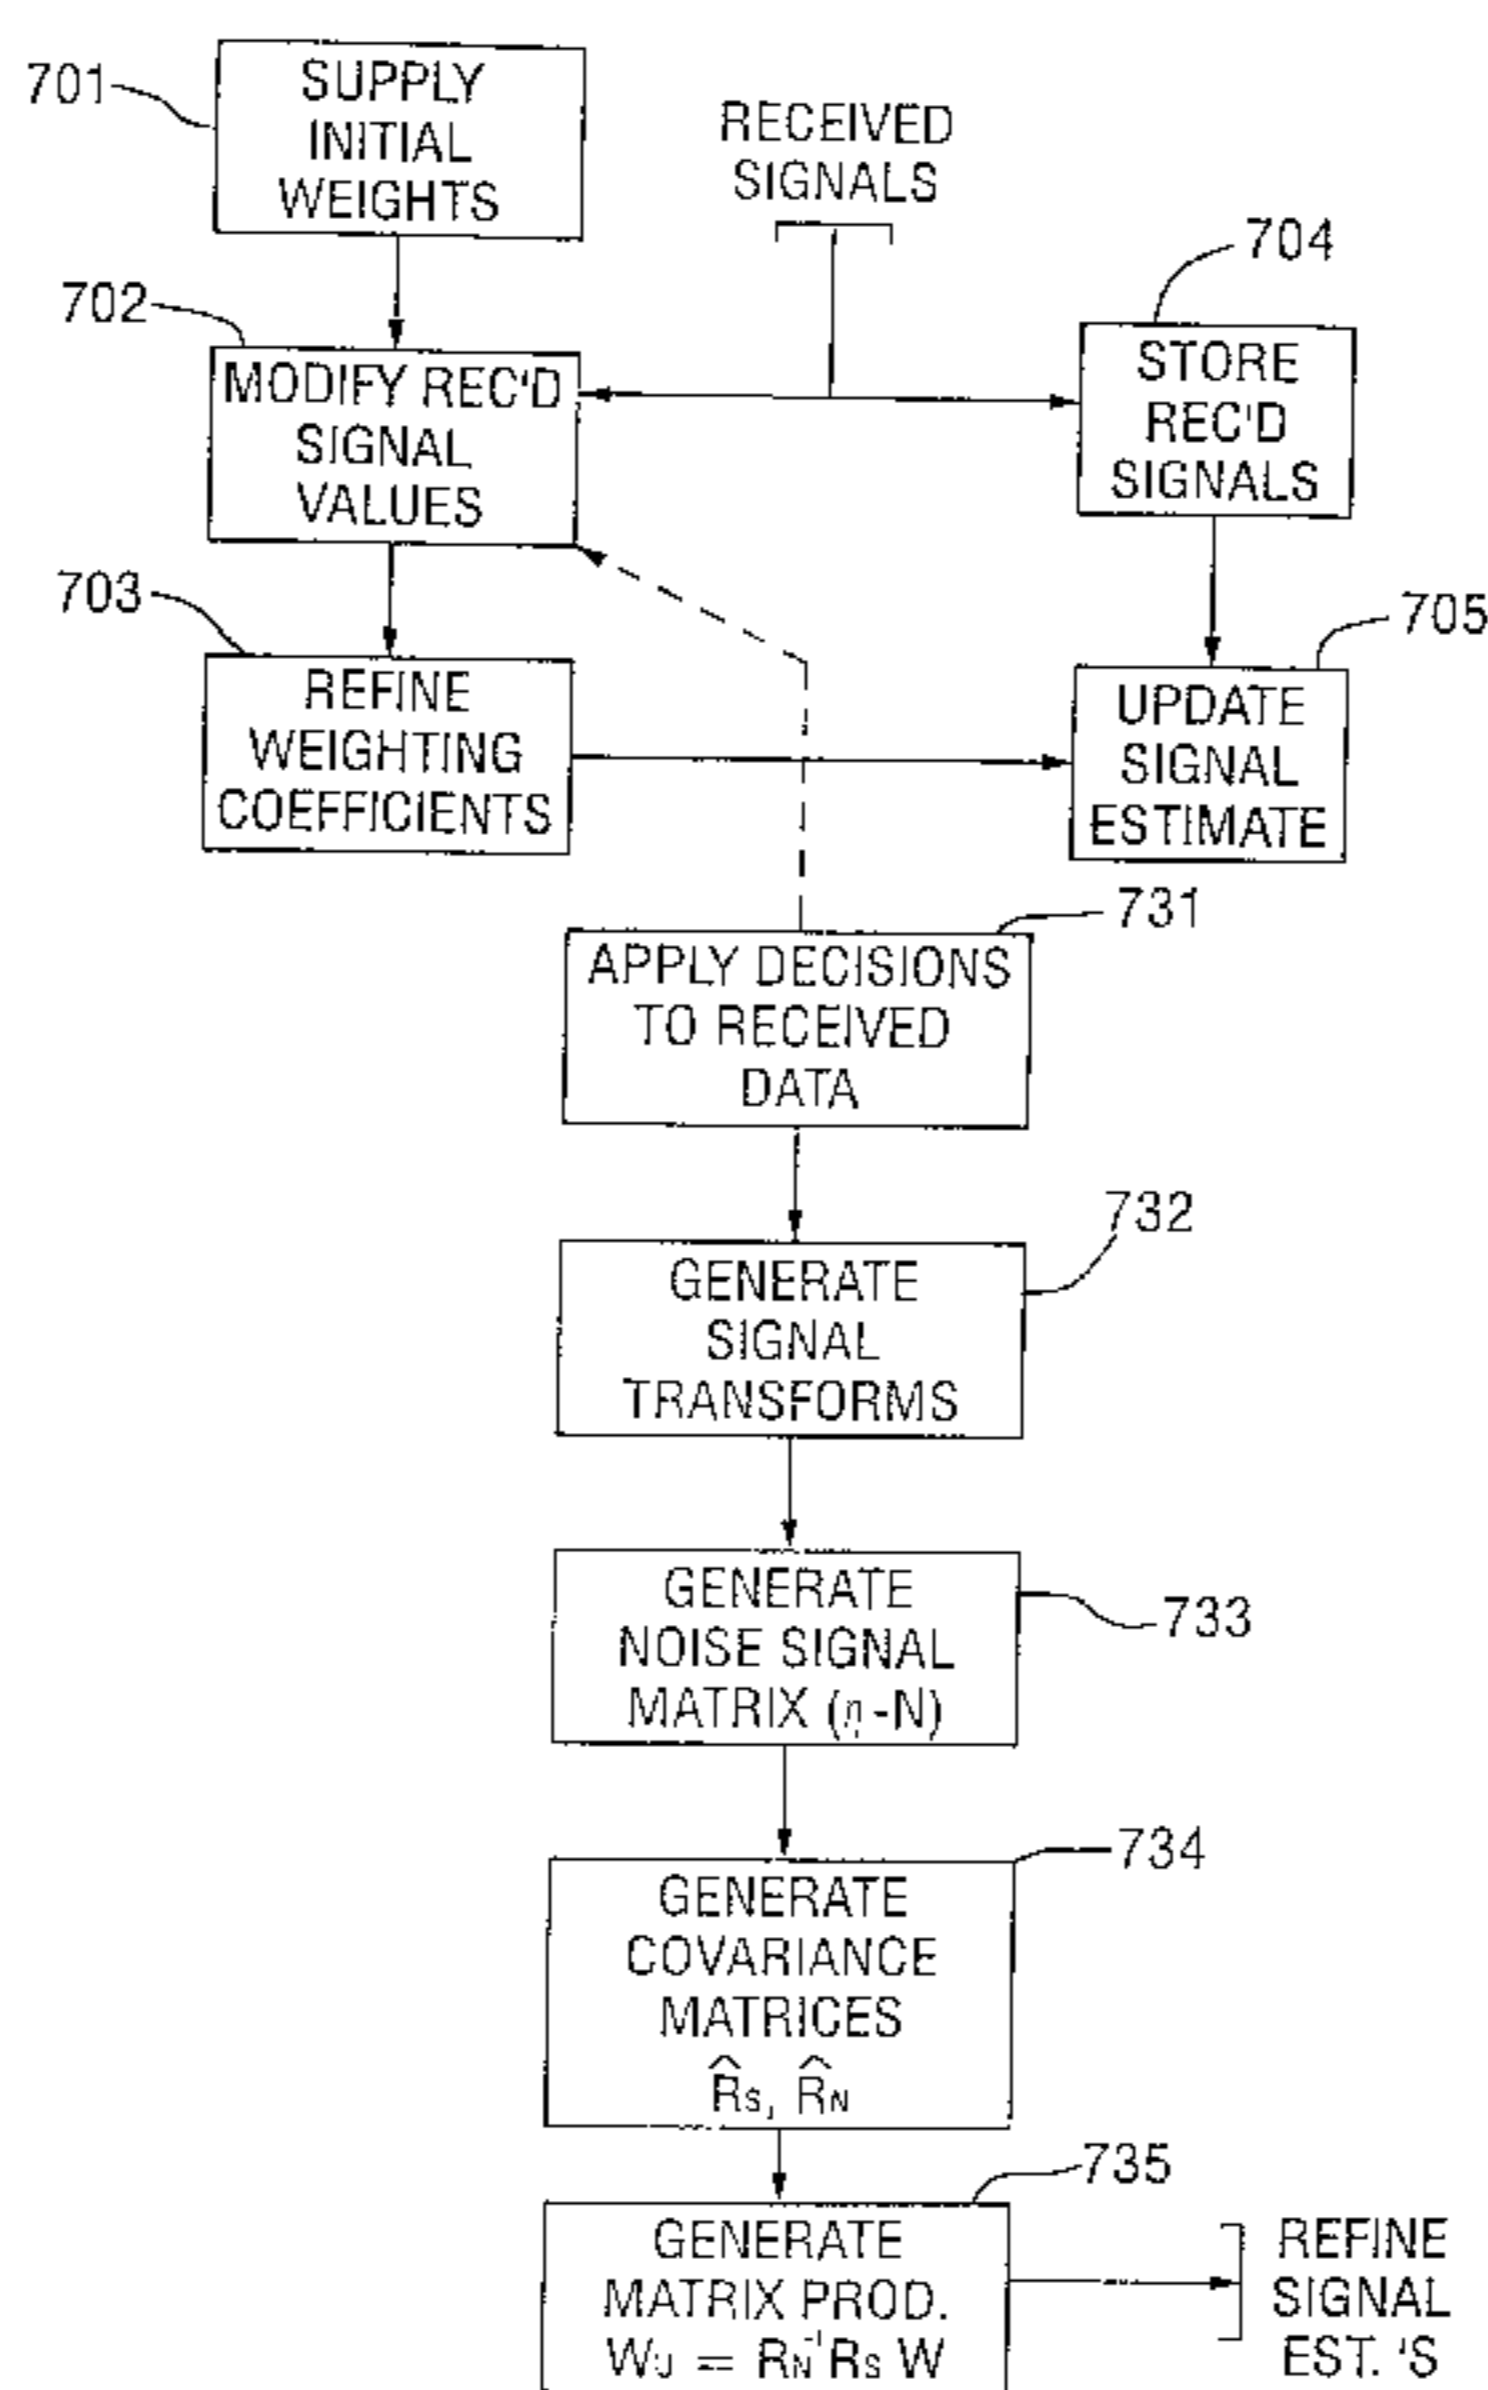 701
SUPPLY
INITIAL
WEIGHTS
RECEIVED
SIGNALS
702
MODIFY REC'D
SIGNAL
VALUES
704
STORE
REC'D
SIGNALS
703
REFINE
WEIGHTING
COEFFICIENTS
705
UPDATE
SIGNAL
ESTIMATE
731
APPLY DECISIONS
TO RECEIVED
DATA
732
GENERATE
SIGNAL
TRANSFORMS
733
GENERATE
NOISE SIGNAL
MATRIX (η-N)
734
GENERATE
COVARIANCE
MATRICES
R̂s, R̂N
735
GENERATE
MATRIX PROD.
WU = RN⁻¹RS W
REFINE
SIGNAL
EST. 'S